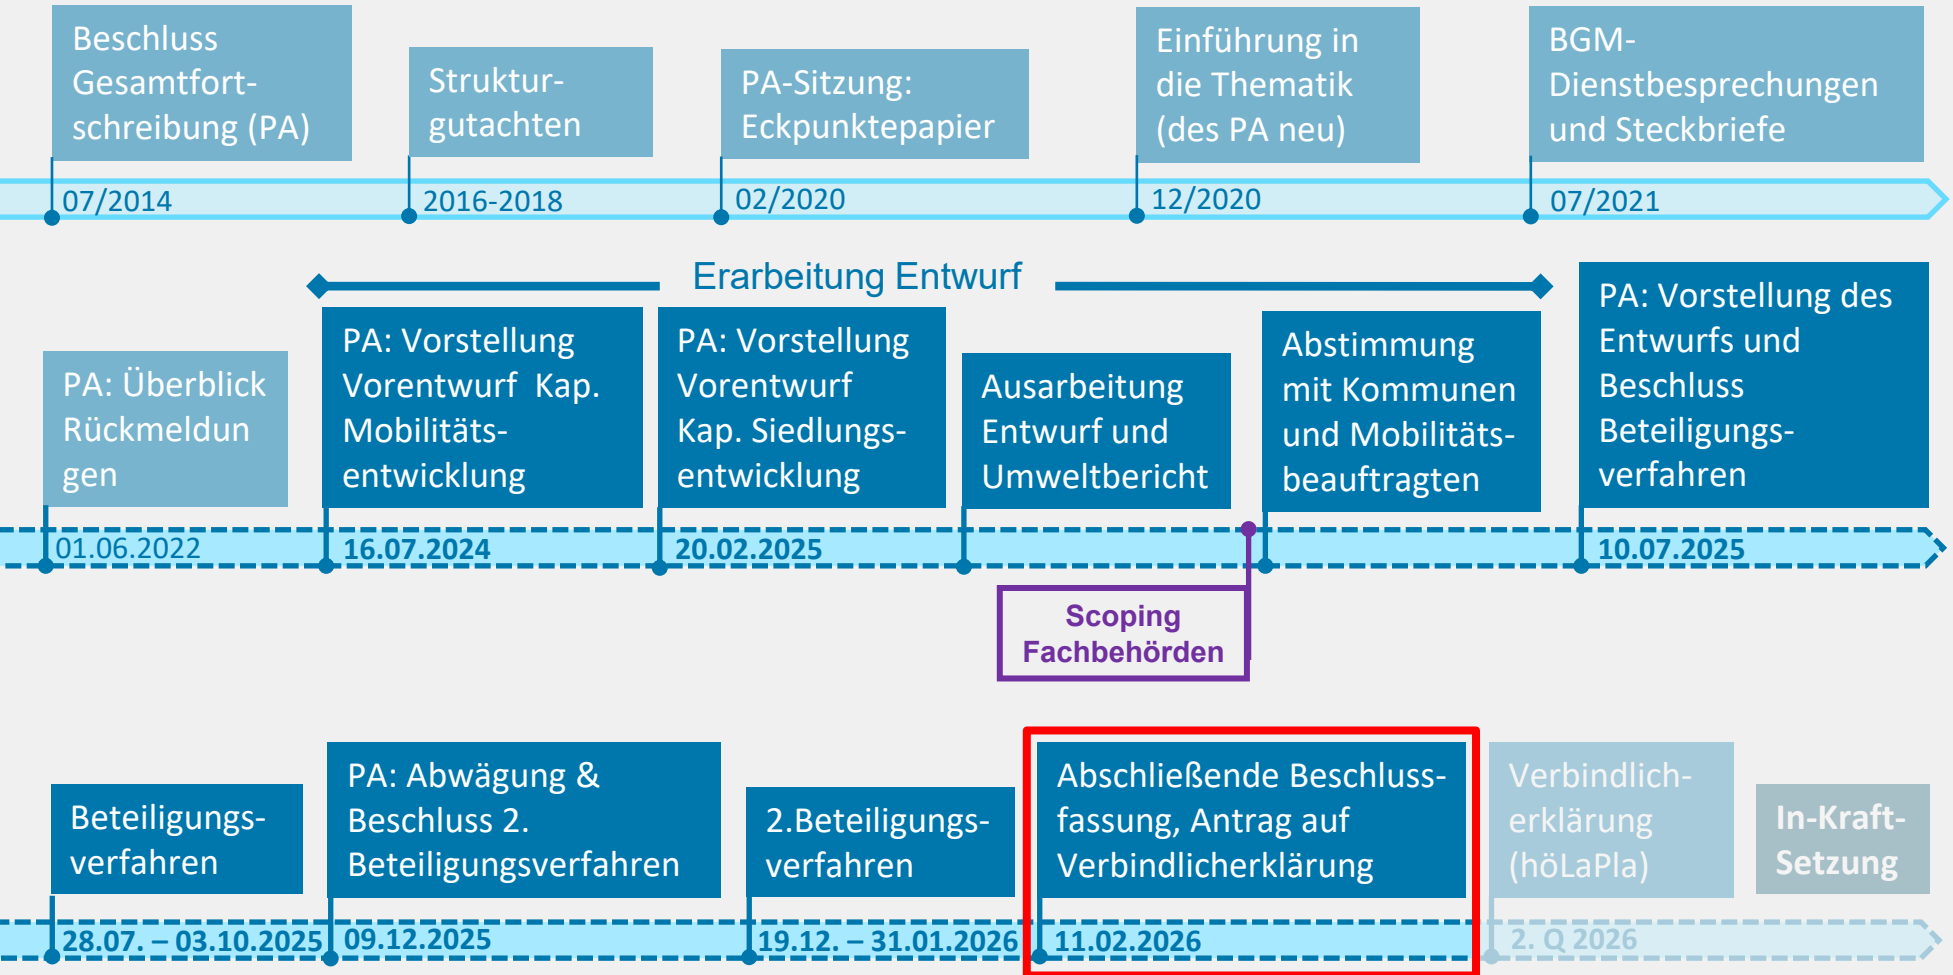 Beschluss
Gesamtfort-
schreibung (PA)
07/2014
Struktur-
gutachten
2016-2018
PA-Sitzung:
Eckpunktepapier
02/2020
Einführung in
die Thematik
(des PA neu)
12/2020
BGM-
Dienstbesprechungen
und Steckbriefe
07/2021
Erarbeitung Entwurf
PA: Überblick
Rückmeldun
gen
01.06.2022
PA: Vorstellung
Vorentwurf Kap.
Mobilitäts-
entwicklung
16.07.2024
PA: Vorstellung
Vorentwurf
Kap. Siedlungs-
entwicklung
20.02.2025
Ausarbeitung
Entwurf und
Umweltbericht
Scoping
Fachbehörden
Abstimmung
mit Kommunen
und Mobilitäts-
beauftragten
PA: Vorstellung des
Entwurfs und
Beschluss
Beteiligungs-
verfahren
10.07.2025
Beteiligungs-
verfahren
28.07. – 03.10.2025
PA: Abwägung &
Beschluss 2.
Beteiligungsverfahren
09.12.2025
2.Beteiligungs-
verfahren
19.12. – 31.01.2026
Abschließende Beschluss-
fassung, Antrag auf
Verbindlicherklärung
11.02.2026
Verbindlich-
erklärung
(höLaPla)
2. Q 2026
In-Kraft-
Setzung